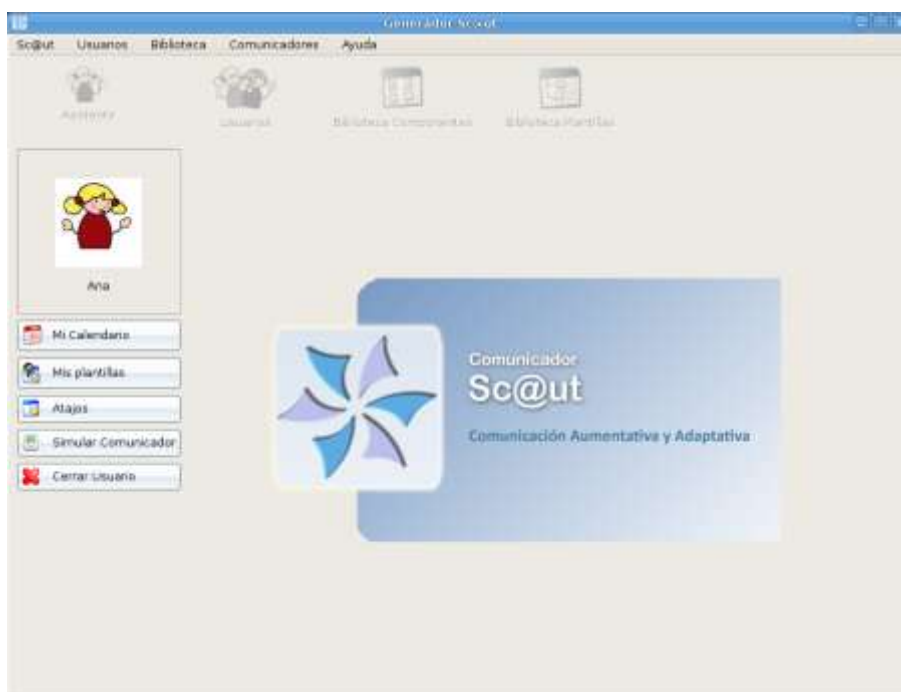 Generador Sc@ut
Sc@ut Usuarios Biblioteca Comunicadores Ayuda
Asistente Usuarios Biblioteca Componentes Biblioteca Plantillas
Ana
Mi Calendario
Mis plantillas
Atajos
Simular Comunicador
Cerrar Usuario
Comunicador
Sc@ut
Comunicación Aumentativa y Adaptativa